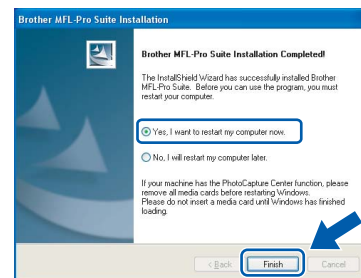 Brother MFL-Pro Suite Installation
Brother MFL-Pro Suite Installation Completed!
The InstallShield Wizard has successfully installed Brother
MFL-Pro Suite. Before you can use the program, you must
restart your computer.
Yes, I want to restart my computer now.
No, I will restart my computer later.
If your machine has the PhotoCapture Center function, please
remove all media cards before restarting Windows.
Please do not insert a media card until Windows has finished
loading.
< Back Finish Cancel